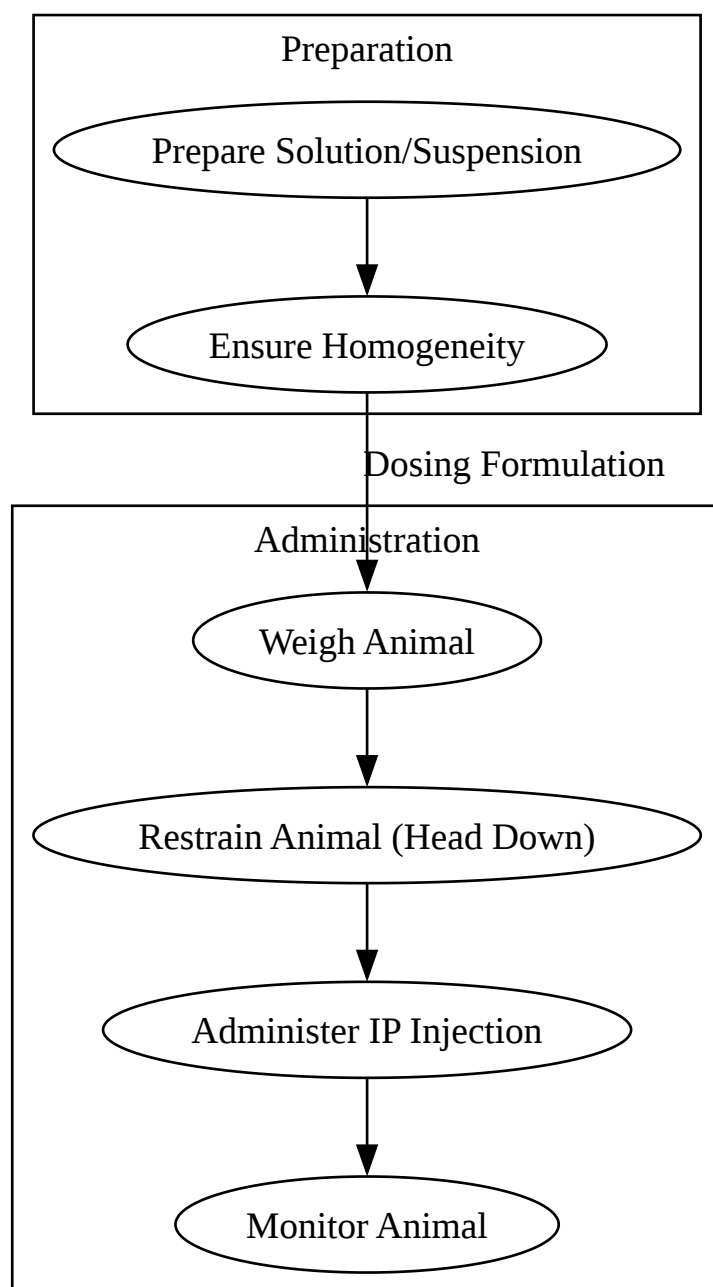 Preparation
Prepare Solution/Suspension
Ensure Homogeneity
Dosing Formulation
Administration
Weigh Animal
Restrain Animal (Head Down)
Administer IP Injection
Monitor Animal